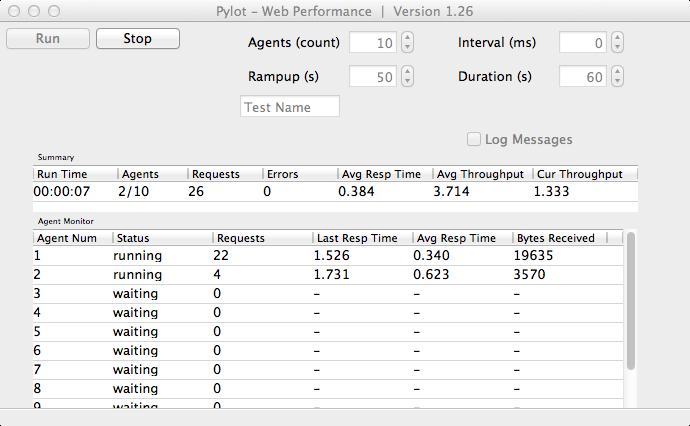 Pylot – Web Performance | Version 1.26
Run Stop Agents (count) 10 Interval (ms) 0
Rampup (s) 50 Duration (s) 60
Test Name
Log Messages
Summary
Run Time Agents Requests Errors Avg Resp Time Avg Throughput Cur Throughput
00:00:07 2/10 26 0 0.384 3.714 1.333
Agent Monitor
Agent Num Status Requests Last Resp Time Avg Resp Time Bytes Received
1 running 22 1.526 0.340 19635
2 running 4 1.731 0.623 3570
3 waiting 0 – – –
4 waiting 0 – – –
5 waiting 0 – – –
6 waiting 0 – – –
7 waiting 0 – – –
8 waiting 0 – – –
9 waiting 0 – – –